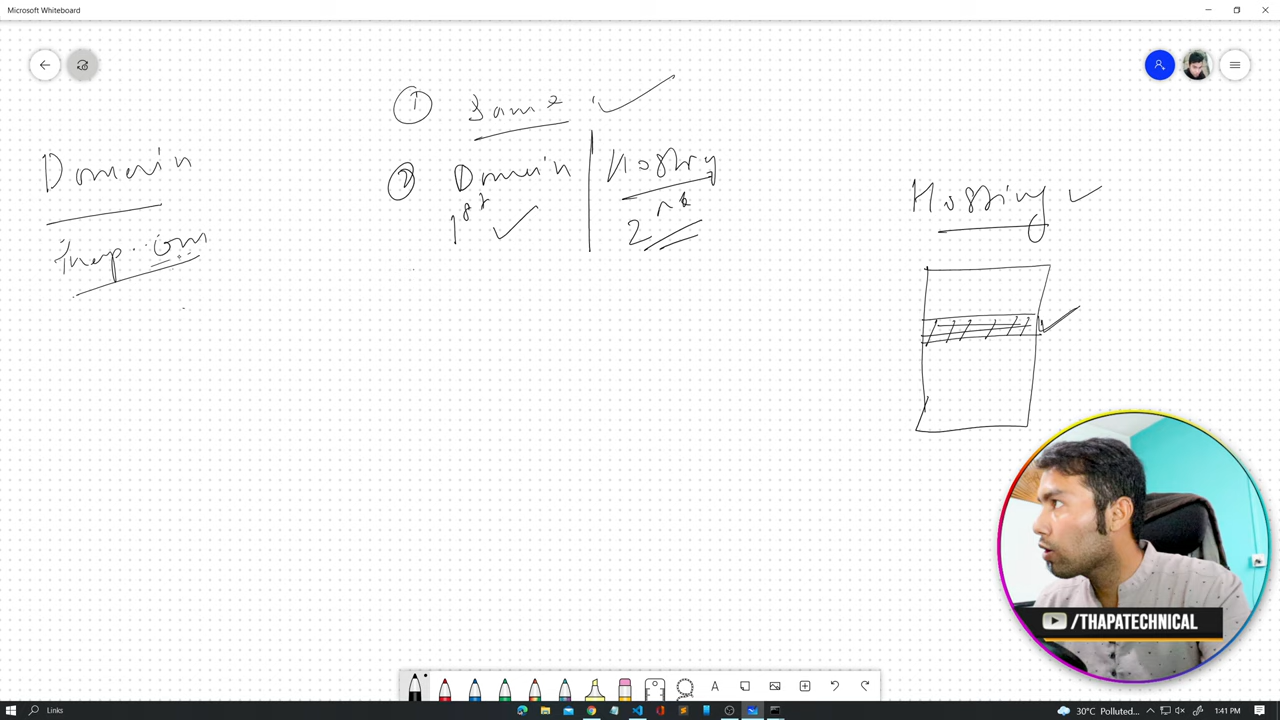 Microsoft Whiteboard
① Same
② Domain | Hosting
1st 2nd
Domain
Thapa.com
Hosting
/THAPATECHNICAL
A
Links
30°C Polluted...
1:41 PM